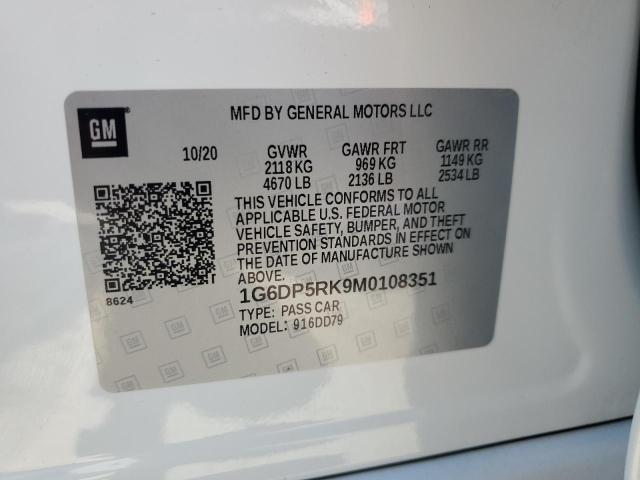 GM
MFD BY GENERAL MOTORS LLC
10/20 GVWR GAWR FRT GAWR RR
2118 KG 969 KG 1149 KG
4670 LB 2136 LB 2534 LB
THIS VEHICLE CONFORMS TO ALL
APPLICABLE U.S. FEDERAL MOTOR
VEHICLE SAFETY, BUMPER, AND THEFT
PREVENTION STANDARDS IN EFFECT ON
THE DATE OF MANUFACTURE SHOWN
ABOVE.
8624
1G6DP5RK9M0108351
TYPE: PASS CAR
MODEL: 916DD79